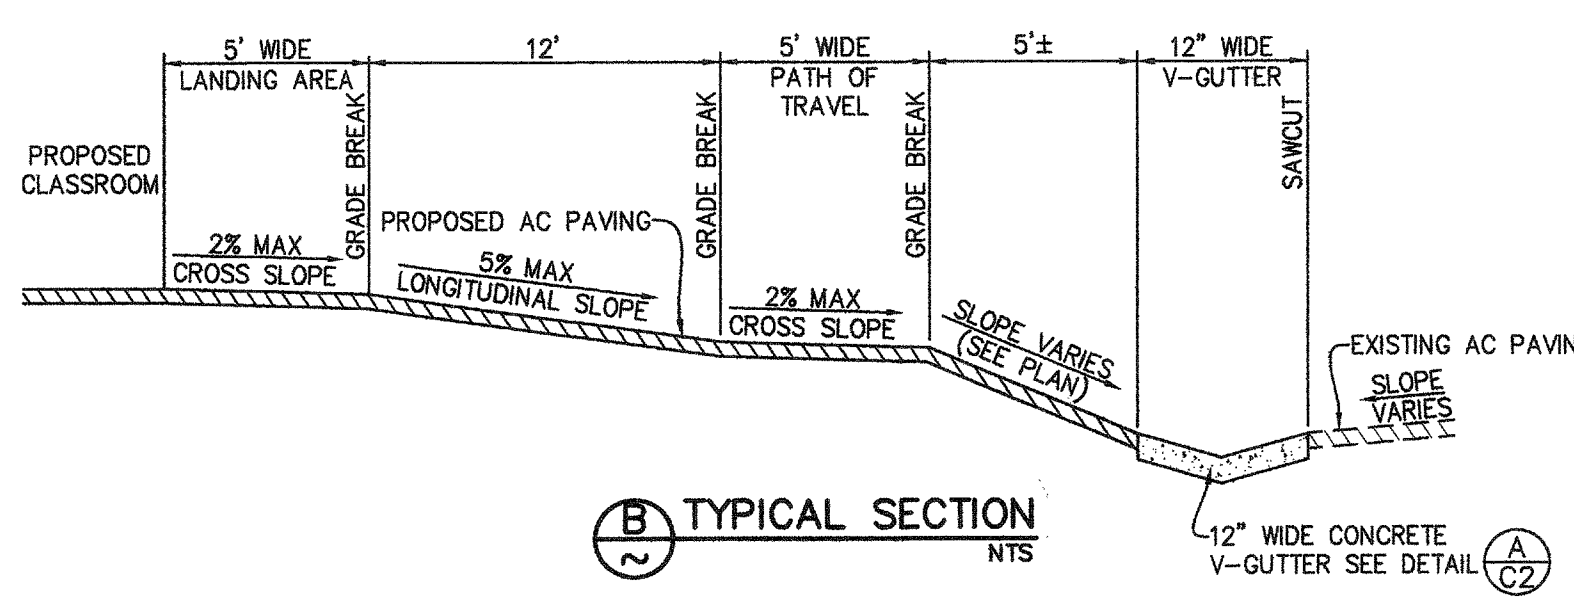 5' WIDE
LANDING AREA
12'
5' WIDE
PATH OF
TRAVEL
5'±
12" WIDE
V-GUTTER
PROPOSED
CLASSROOM
GRADE BREAK
GRADE BREAK
GRADE BREAK
SAWCUT
PROPOSED AC PAVING
2% MAX
CROSS SLOPE
5% MAX
LONGITUDINAL SLOPE
2% MAX
CROSS SLOPE
SLOPE VARIES
(SEE PLAN)
EXISTING AC PAVIN
SLOPE
VARIES
B
~
TYPICAL SECTION
NTS
12" WIDE CONCRETE
V-GUTTER SEE DETAIL
A
C2